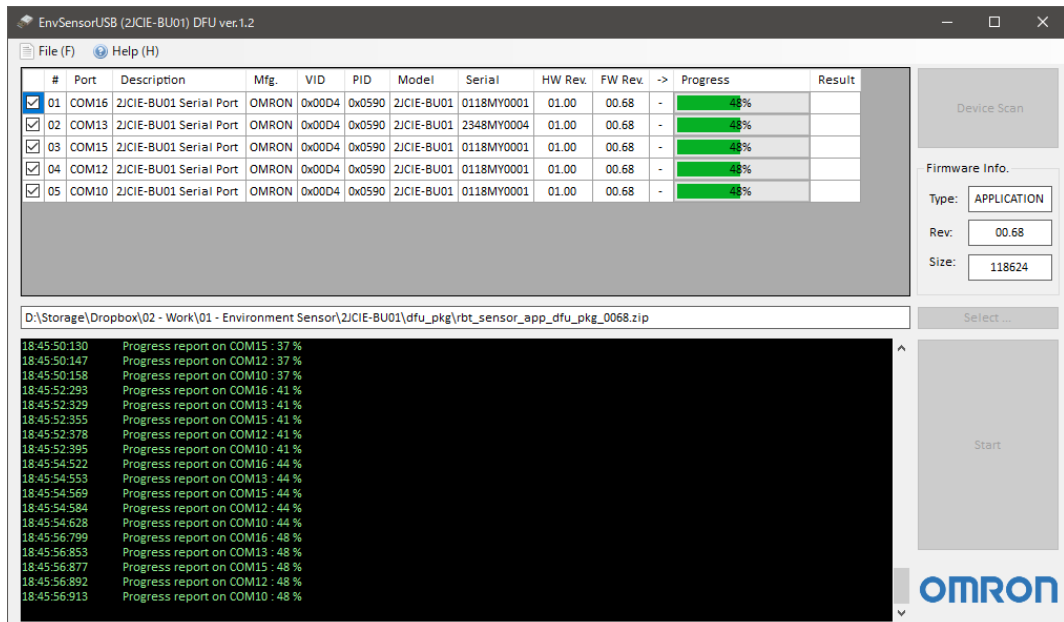 EnvSensorUSB (2JCIE-BU01) DFU ver.1.2
File (F) Help (H)
# Port Description Mfg. VID PID Model Serial HW Rev. FW Rev. -> Progress Result
01 COM16 2JCIE-BU01 Serial Port OMRON 0x00D4 0x0590 2JCIE-BU01 0118MY0001 01.00 00.68 - 48%
02 COM13 2JCIE-BU01 Serial Port OMRON 0x00D4 0x0590 2JCIE-BU01 2348MY0004 01.00 00.68 - 48%
03 COM15 2JCIE-BU01 Serial Port OMRON 0x00D4 0x0590 2JCIE-BU01 0118MY0001 01.00 00.68 - 48%
04 COM12 2JCIE-BU01 Serial Port OMRON 0x00D4 0x0590 2JCIE-BU01 0118MY0001 01.00 00.68 - 48%
05 COM10 2JCIE-BU01 Serial Port OMRON 0x00D4 0x0590 2JCIE-BU01 0118MY0001 01.00 00.68 - 48%
Device Scan
Firmware Info.
Type: APPLICATION
Rev: 00.68
Size: 118624
D:\Storage\Dropbox\02 - Work\01 - Environment Sensor\2JCIE-BU01\dfu_pkg\rbt_sensor_app_dfu_pkg_0068.zip
Select ...
18:45:50:130 Progress report on COM15 : 37 %
18:45:50:147 Progress report on COM12 : 37 %
18:45:50:158 Progress report on COM10 : 37 %
18:45:52:293 Progress report on COM16 : 41 %
18:45:52:329 Progress report on COM13 : 41 %
18:45:52:355 Progress report on COM15 : 41 %
18:45:52:378 Progress report on COM12 : 41 %
18:45:52:395 Progress report on COM10 : 41 %
18:45:54:522 Progress report on COM16 : 44 %
18:45:54:553 Progress report on COM13 : 44 %
18:45:54:569 Progress report on COM15 : 44 %
18:45:54:584 Progress report on COM12 : 44 %
18:45:54:628 Progress report on COM10 : 44 %
18:45:56:799 Progress report on COM16 : 48 %
18:45:56:853 Progress report on COM13 : 48 %
18:45:56:877 Progress report on COM15 : 48 %
18:45:56:892 Progress report on COM12 : 48 %
18:45:56:913 Progress report on COM10 : 48 %
Start
OMRON